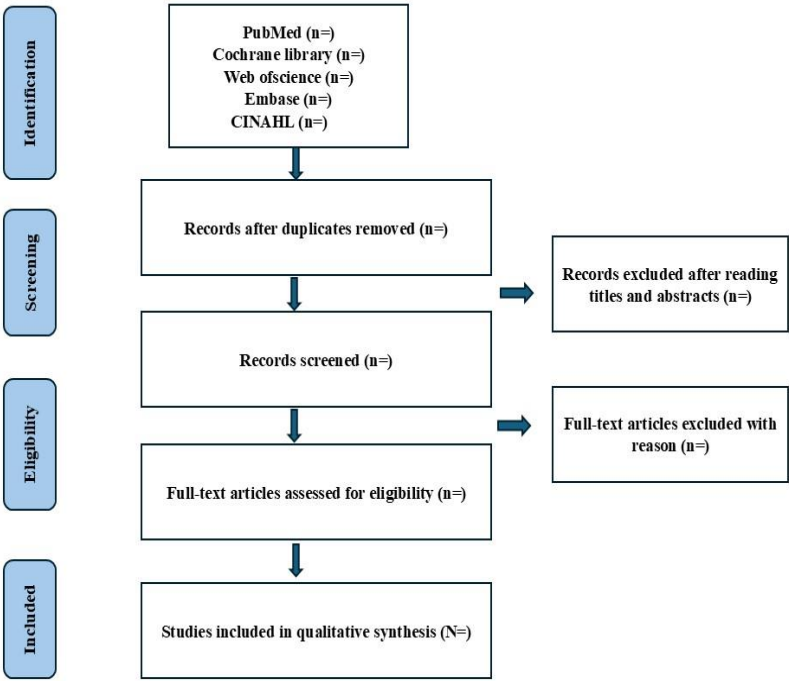 Identification
PubMed (n=)
Cochrane library (n=)
Web ofscience (n=)
Embase (n=)
CINAHL (n=)
Screening
Records after duplicates removed (n=)
Records excluded after reading
titles and abstracts (n=)
Records screened (n=)
Eligibility
Full-text articles excluded with
reason (n=)
Full-text articles assessed for eligibility (n=)
Included
Studies included in qualitative synthesis (N=)